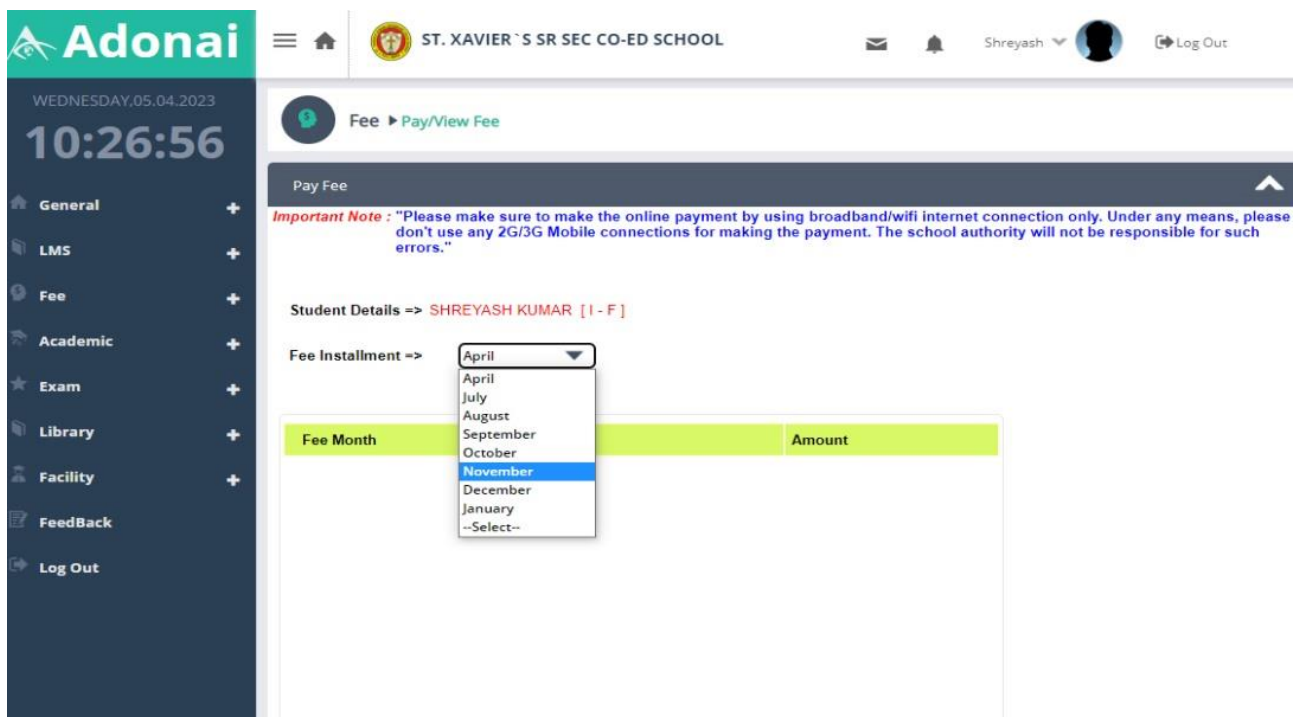 Adonai
ST. XAVIER`S SR SEC CO-ED SCHOOL
Shreyash
Log Out
WEDNESDAY,05.04.2023
10:26:56
General
LMS
Fee
Academic
Exam
Library
Facility
FeedBack
Log Out
Fee Pay/View Fee
Pay Fee
Important Note : "Please make sure to make the online payment by using broadband/wifi internet connection only. Under any means, please
don't use any 2G/3G Mobile connections for making the payment. The school authority will not be responsible for such
errors."
Student Details => SHREYASH KUMAR [ I - F ]
Fee Installment => April
April
July
August
September
October
November
December
January
--Select--
Fee Month Amount